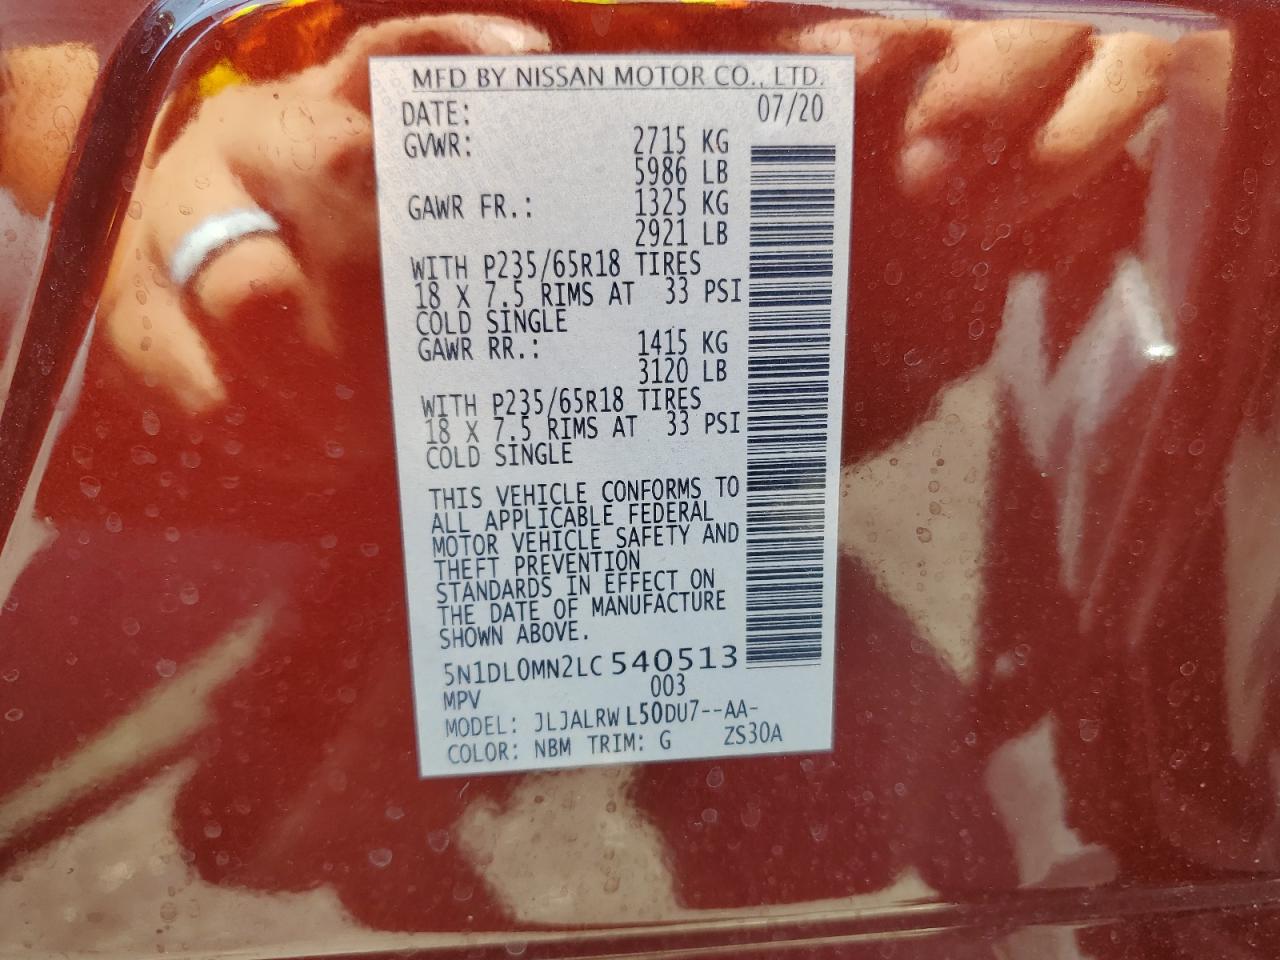 MFD BY NISSAN MOTOR CO., LTD.
DATE: 07/20
GVWR: 2715 KG
5986 LB
GAWR FR.: 1325 KG
2921 LB
WITH P235/65R18 TIRES
18 X 7.5 RIMS AT 33 PSI
COLD SINGLE
GAWR RR.: 1415 KG
3120 LB
WITH P235/65R18 TIRES
18 X 7.5 RIMS AT 33 PSI
COLD SINGLE
THIS VEHICLE CONFORMS TO
ALL APPLICABLE FEDERAL
MOTOR VEHICLE SAFETY AND
THEFT PREVENTION
STANDARDS IN EFFECT ON
THE DATE OF MANUFACTURE
SHOWN ABOVE.
5N1DL0MN2LC 540513
MPV 003
MODEL: JLJALRW L50DU7--AA-
COLOR: NBM TRIM: G ZS30A